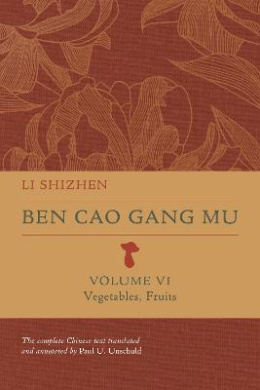 LI SHIZHEN
BEN CAO GANG MU
VOLUME VI
Vegetables, Fruits
The complete Chinese text translated
and annotated by Paul U. Unschuld